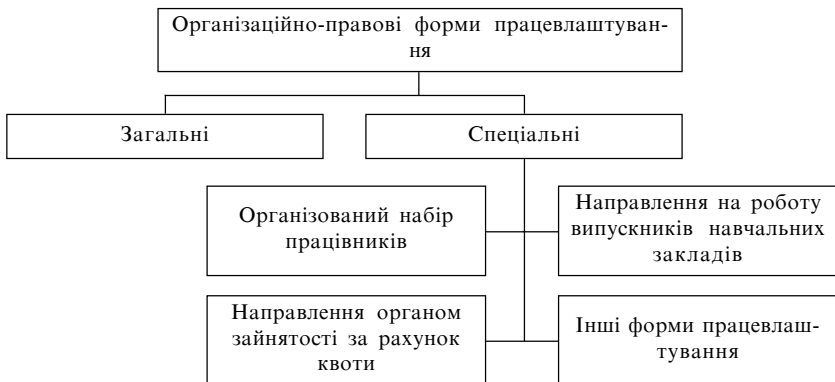 Організаційно-правові форми працевлаштуван-
ня
Загальні
Спеціальні
Організований набір
працівників
Направлення на роботу
випускників навчальних
закладів
Направлення органом
зайнятості за рахунок
квоти
Інші форми працевлаш-
тування